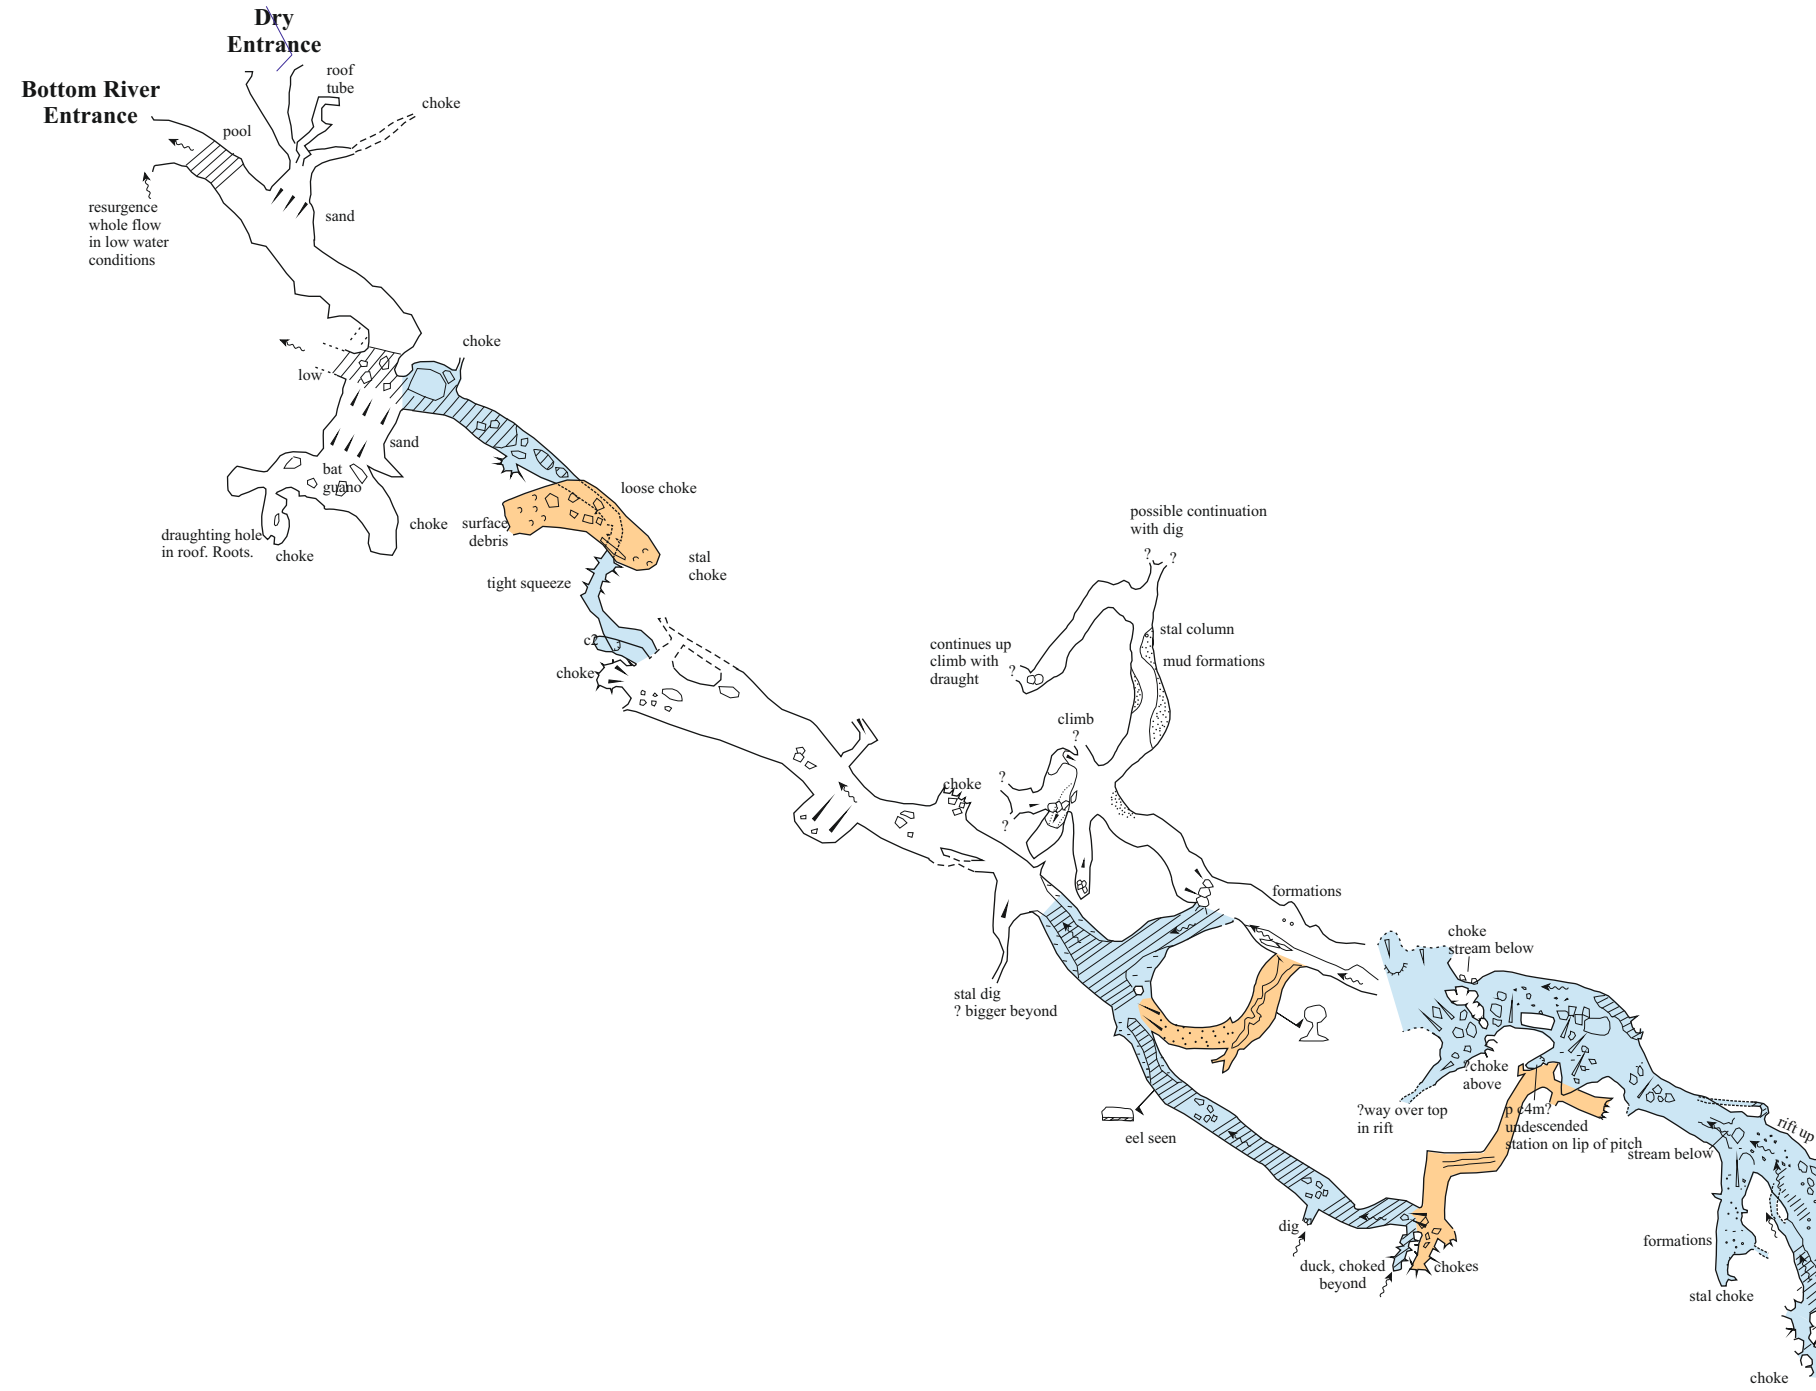 Dry
Entrance
Bottom River
Entrance
roof
tube
choke
pool
resurgence
whole flow
in low water
conditions
sand
choke
low
sand
bat
guano
choke
draughting hole
in roof. Roots.
choke
surface
debris
loose choke
stal
choke
tight squeeze
c2
choke
possible continuation
with dig
? ?
stal column
mud formations
continues up
climb with
draught
?
climb
?
?
?
choke
formations
stal dig
? bigger beyond
choke
stream below
?choke
above
?way over top
in rift
p c4m?
undescended
station on lip of pitch
stream below
rift up
eel seen
dig
duck, choked
beyond
chokes
formations
stal choke
choke